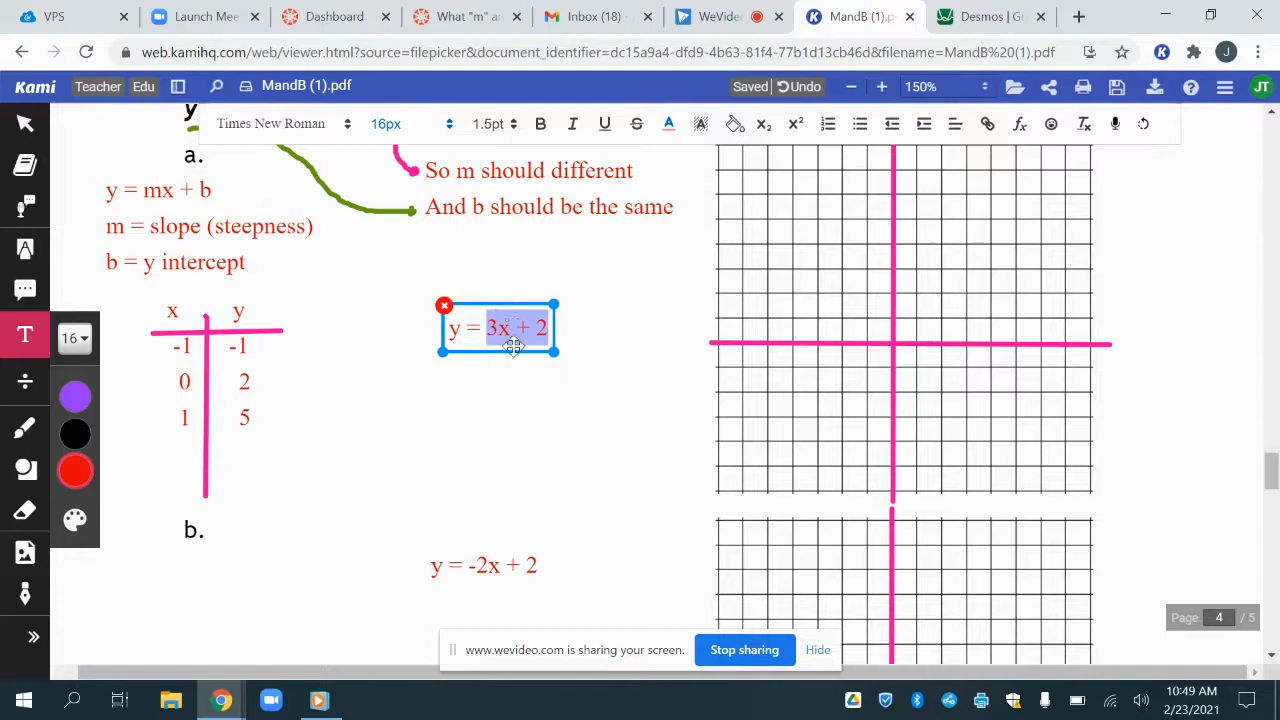 VPS
Launch Mee
Dashboard
What "m" ar
Inbox (18) -
WeVideo
MandB (1).p
Desmos | Gr
web.kamihq.com/web/viewer.html?source=filepicker&document_identifier=dc15a9a4-dfd9-4b63-81f4-77b1d13cb46d&filename=MandB%20(1).pdf
J
Kami
Teacher
Edu
MandB (1).pdf
Saved
Undo
150%
JT
Times New Roman
16px
1.5pt
y
a.
So m should different
y = mx + b
And b should be the same
m = slope (steepness)
b = y intercept
x y
y = 3x + 2
-1 -1
0 2
1 5
16
b.
y = -2x + 2
Page 4 / 5
www.wevideo.com is sharing your screen.
Stop sharing
Hide
10:49 AM
2/23/2021